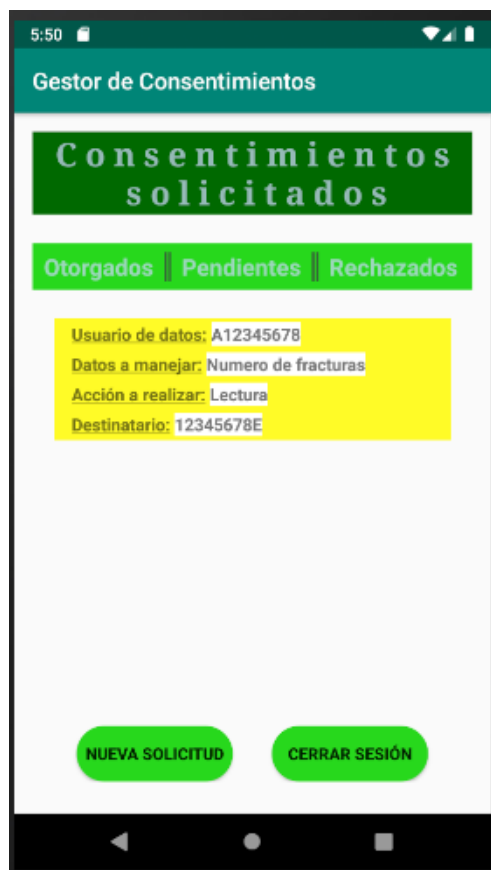 5:50
Gestor de Consentimientos
Consentimientos
solicitados
Otorgados || Pendientes || Rechazados
Usuario de datos: A12345678
Datos a manejar: Numero de fracturas
Acción a realizar: Lectura
Destinatario: 12345678E
NUEVA SOLICITUD CERRAR SESIÓN